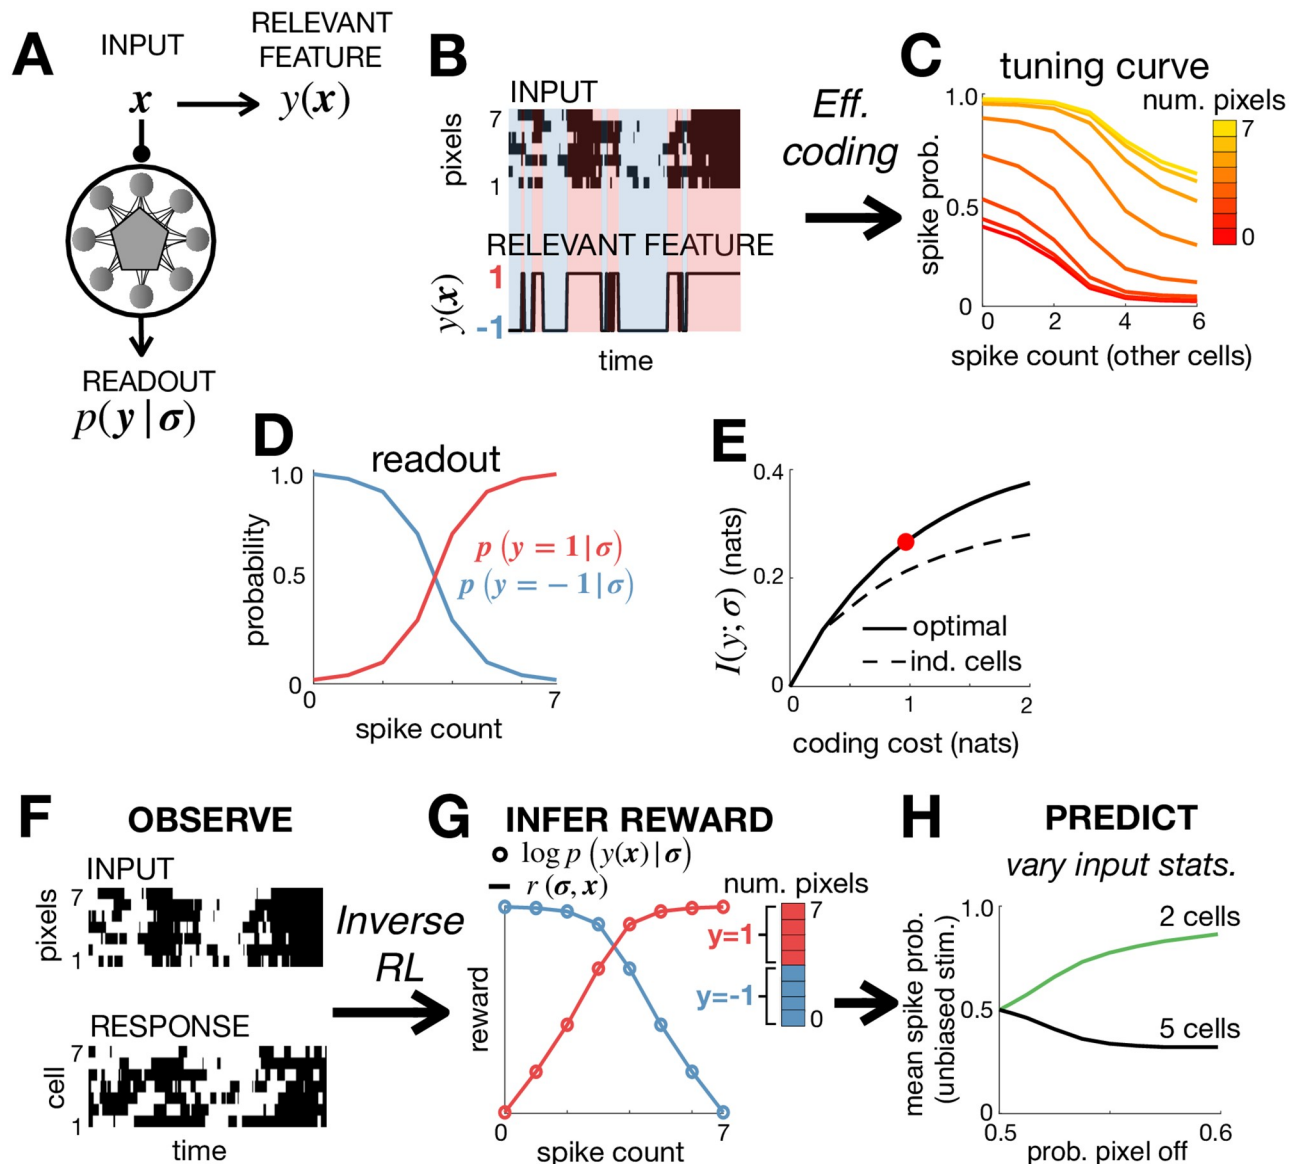 A
INPUT
RELEVANT
FEATURE
x
y(x)
READOUT
p(y|σ)
B
INPUT
pixels
7
1
RELEVANT FEATURE
y(x)
1
-1
time
Eff.
coding
C
tuning curve
num. pixels
7
0
spike prob.
1.0
0.5
0
0 2 4 6
spike count (other cells)
D
readout
probability
1.0
0.5
0
p (y = 1|σ)
p (y = − 1|σ)
0 7
spike count
E
I(y; σ) (nats)
0.4
0.2
0
optimal
ind. cells
0 1 2
coding cost (nats)
F
OBSERVE
INPUT
pixels
7
1
RESPONSE
cell
7
1
time
Inverse
RL
G
INFER REWARD
log p (y(x)|σ)
r (σ, x)
num. pixels
7
y=1
y=-1
0
reward
0 7
spike count
H
PREDICT
vary input stats.
mean spike prob.
(unbiased stim.)
1.0
0.5
0
2 cells
5 cells
0.5 0.6
prob. pixel off